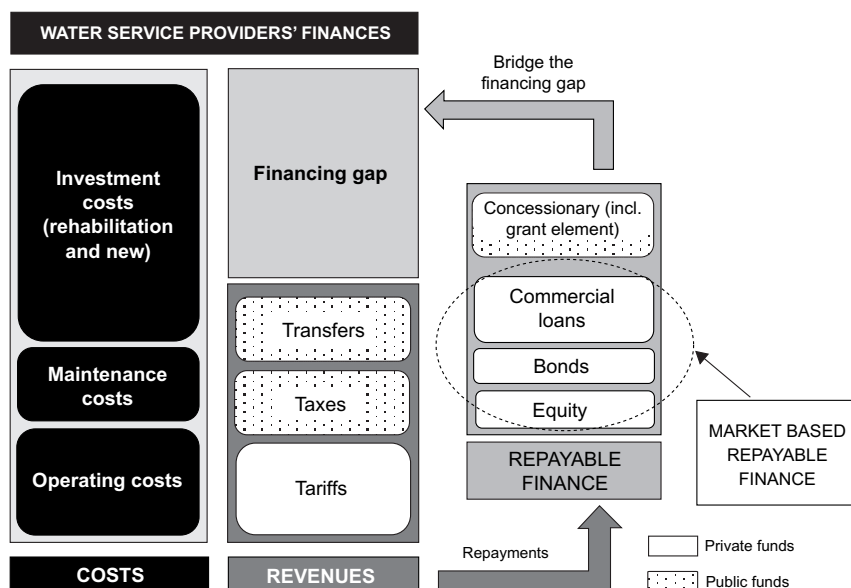 WATER SERVICE PROVIDERS’ FINANCES
Investment
costs
(rehabilitation
and new)
Maintenance
costs
Operating costs
COSTS
Financing gap
Transfers
Taxes
Tariffs
REVENUES
Bridge the
financing gap
Concessionary (incl.
grant element)
Commercial
loans
Bonds
Equity
REPAYABLE
FINANCE
Repayments
MARKET BASED
REPAYABLE
FINANCE
Private funds
Public funds